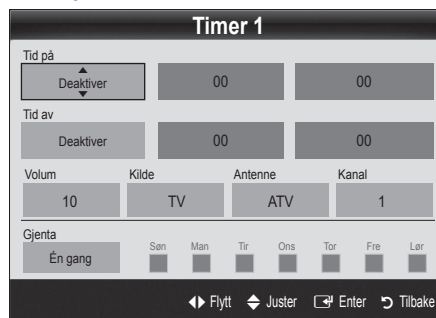 Timer 1
Tid på
Deaktiver 00 00
Tid av
Deaktiver 00 00
Volum Kilde Antenne Kanal
10 TV ATV 1
Gjenta
Søn Man Tir Ons Tor Fre Lør
Én gang
Flytt Juster Enter Tilbake